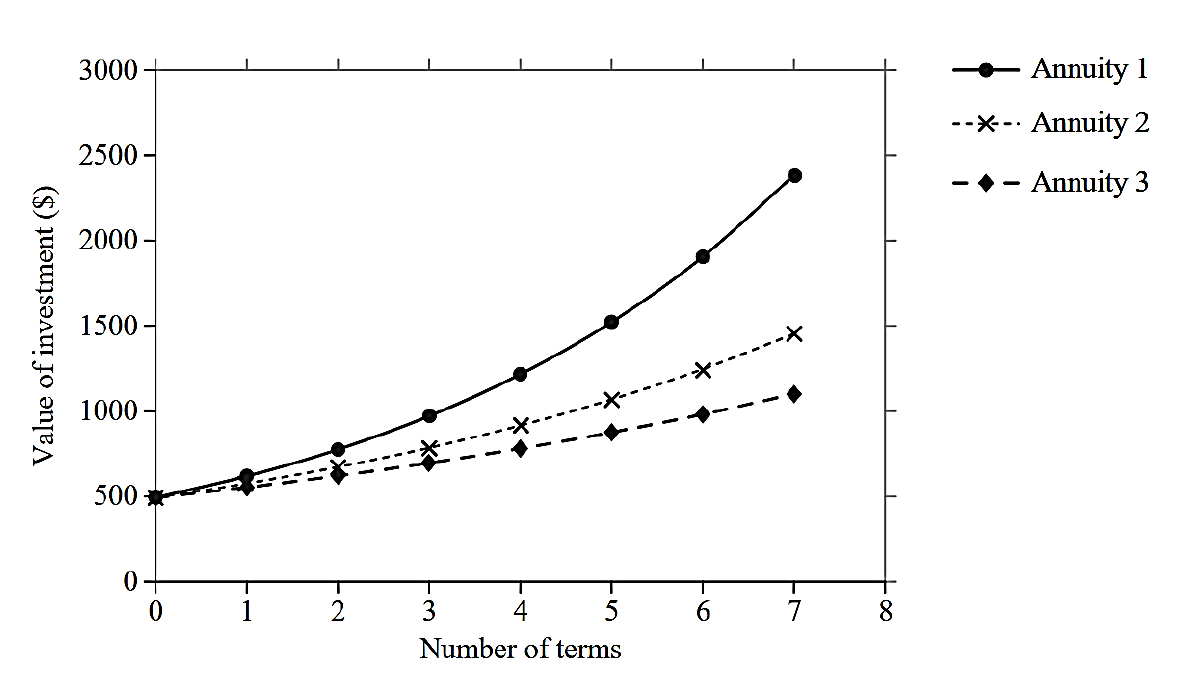 3000
2500
2000
1500
1000
500
0
Value of investment ($)
0 1 2 3 4 5 6 7 8
Number of terms
Annuity 1
Annuity 2
Annuity 3